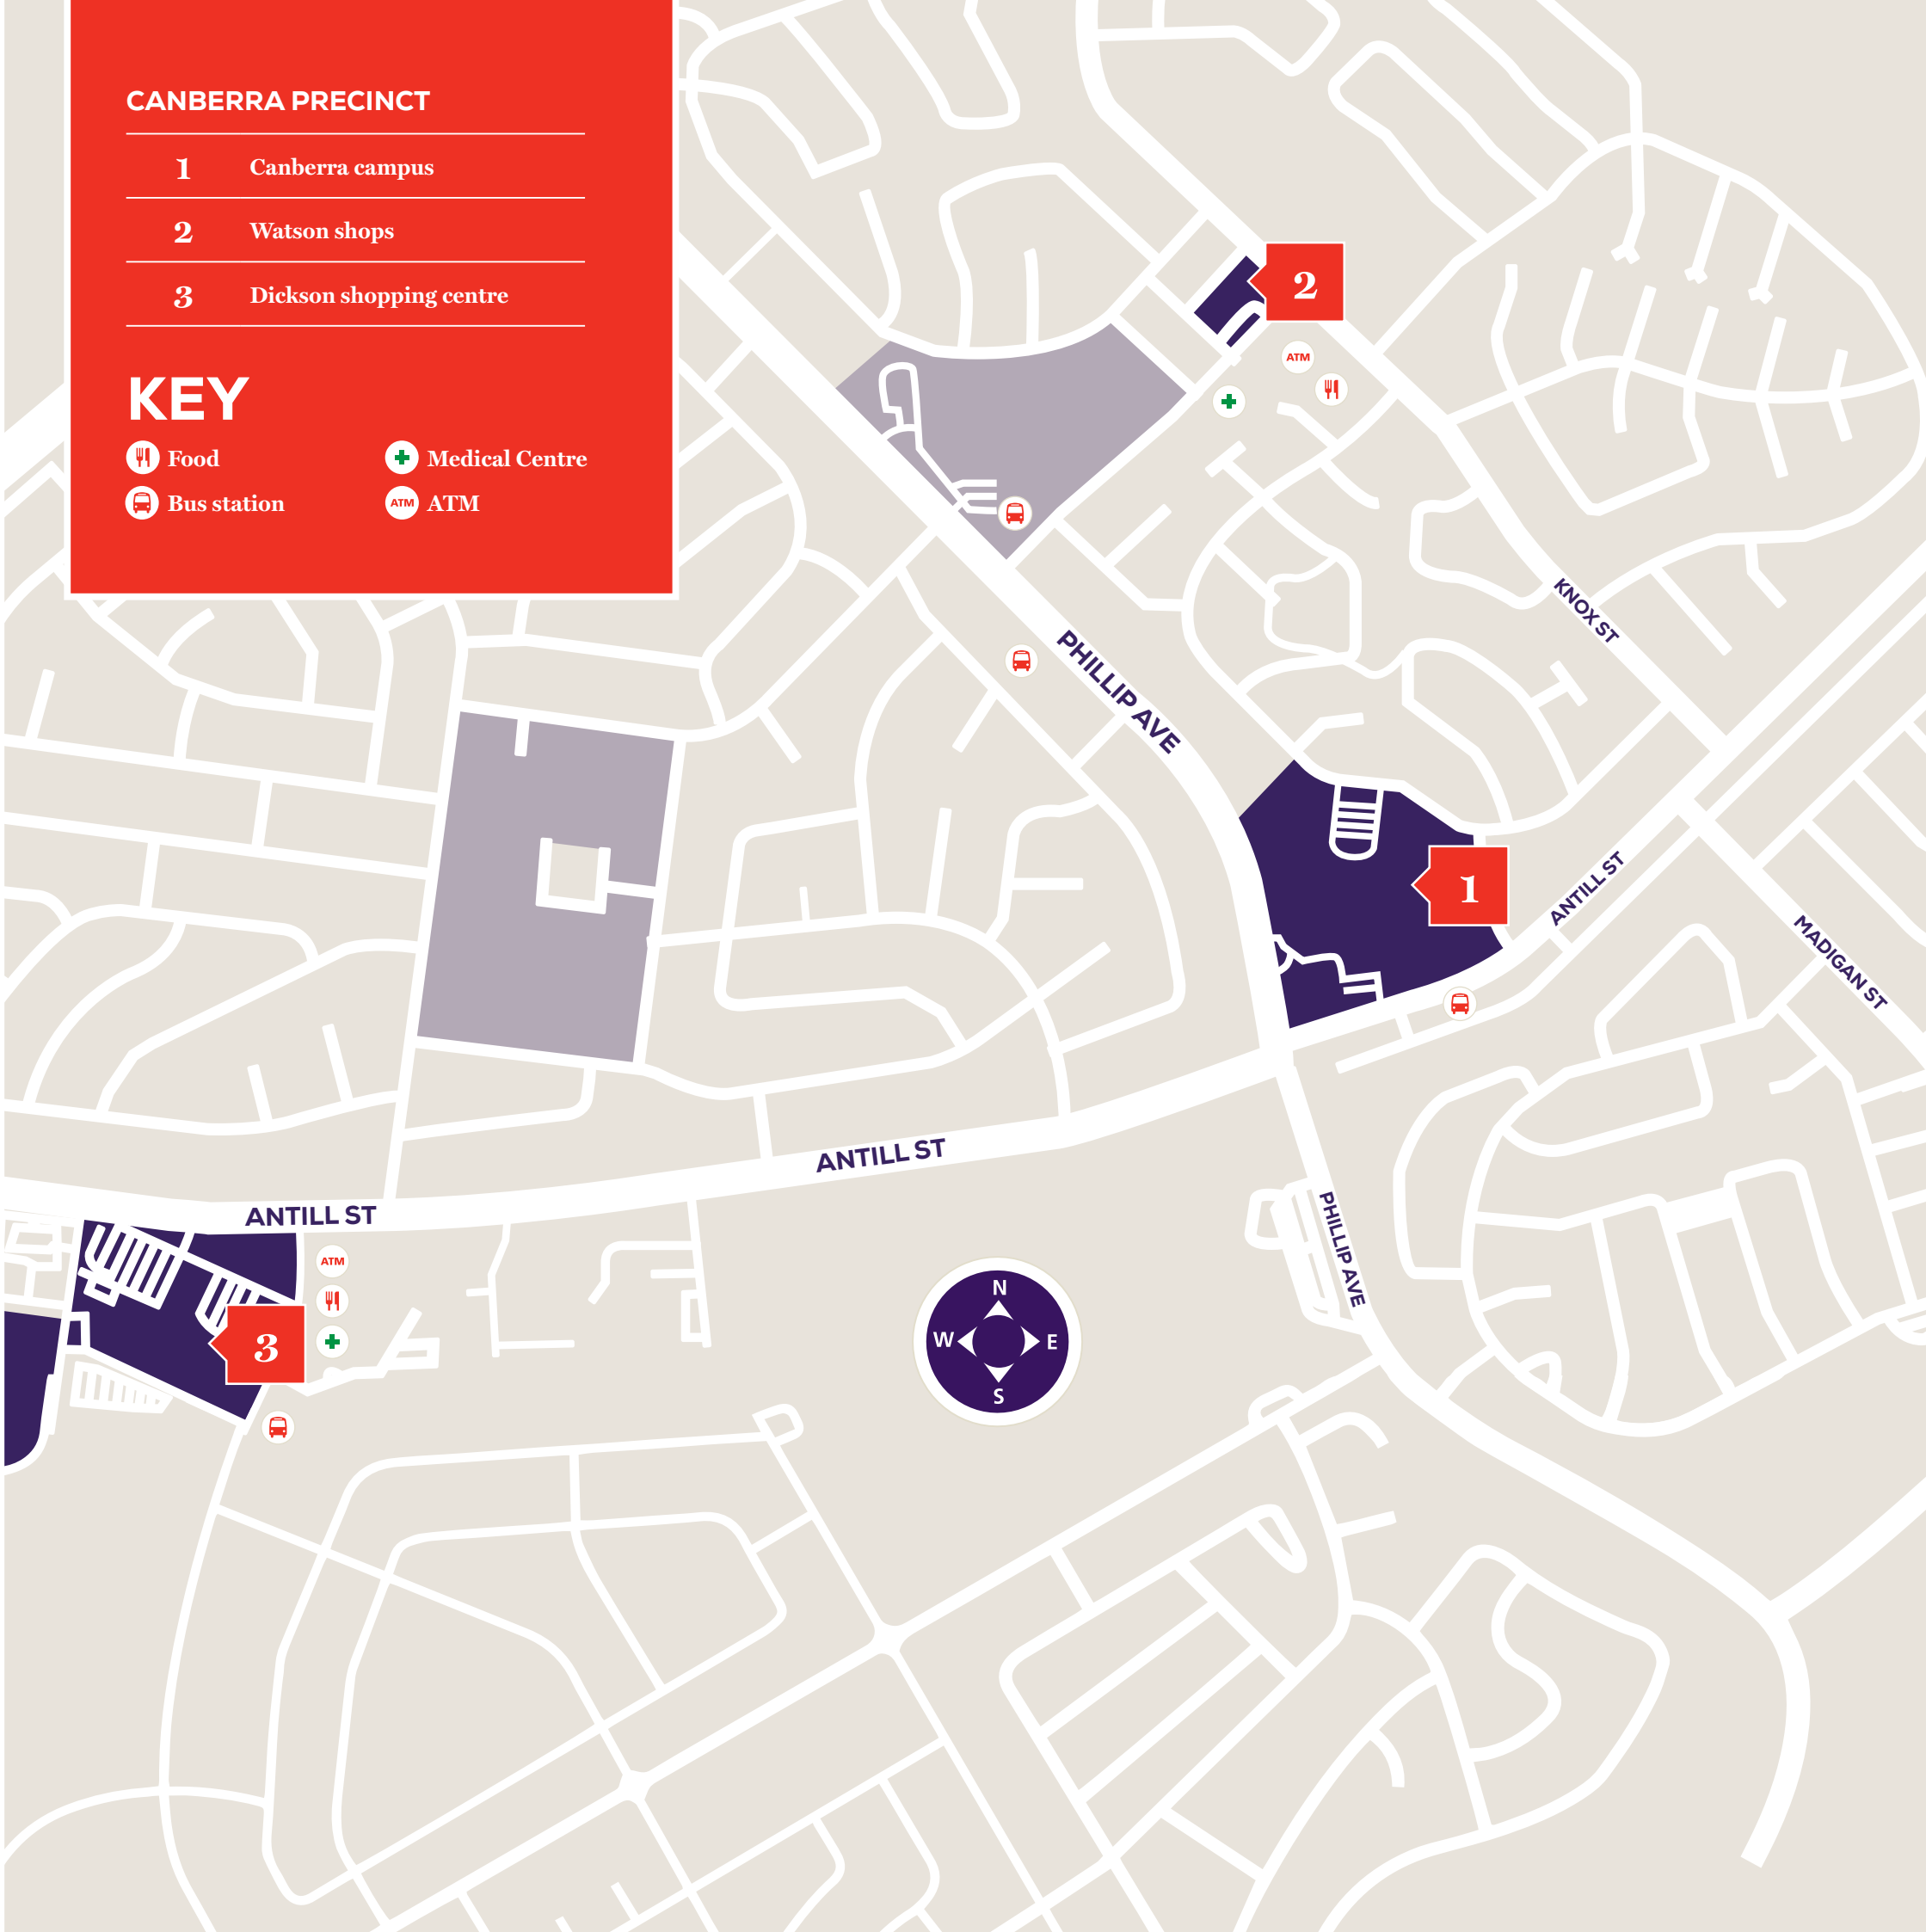 CANBERRA PRECINCT
1 Canberra campus
2 Watson shops
3 Dickson shopping centre
KEY
Food
Medical Centre
Bus station
ATM ATM
2
ATM
KNOX ST
PHILLIP AVE
1
ANTILL ST
MADIGAN ST
ANTILL ST
ANTILL ST
PHILLIP AVE
ATM
3
N
W E
S